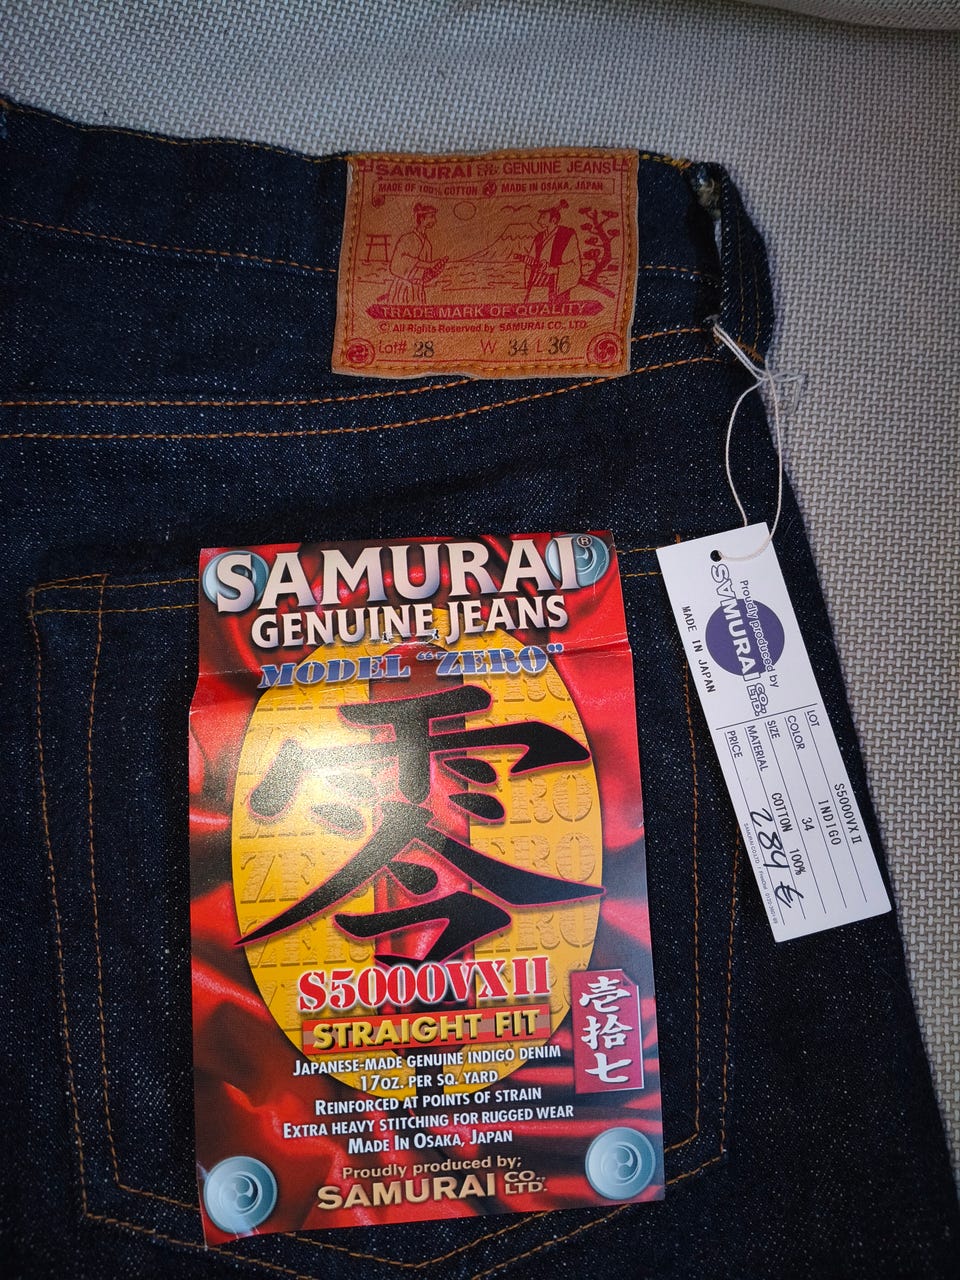 SAMURAI CO., LTD. GENUINE JEANS
MADE OF 100% COTTON MADE IN OSAKA, JAPAN
TRADE MARK OF QUALITY
© All Rights Reserved by SAMURAI CO., LTD.
Lot# 28 W 34 L 36
SAMURAI®
GENUINE JEANS
MODEL "ZERO"
零
S5000VXII
STRAIGHT FIT
壱拾七
JAPANESE-MADE GENUINE INDIGO DENIM
17OZ. PER SQ. YARD
REINFORCED AT POINTS OF STRAIN
EXTRA HEAVY STITCHING FOR RUGGED WEAR
MADE IN OSAKA, JAPAN
Proudly produced by;
SAMURAI CO., LTD.
Proudly produced by
SAMURAI CO., LTD.
MADE IN JAPAN
LOT S5000VXⅡ
COLOR INDIGO
SIZE 34
MATERIAL COTTON 100%
PRICE 289 €